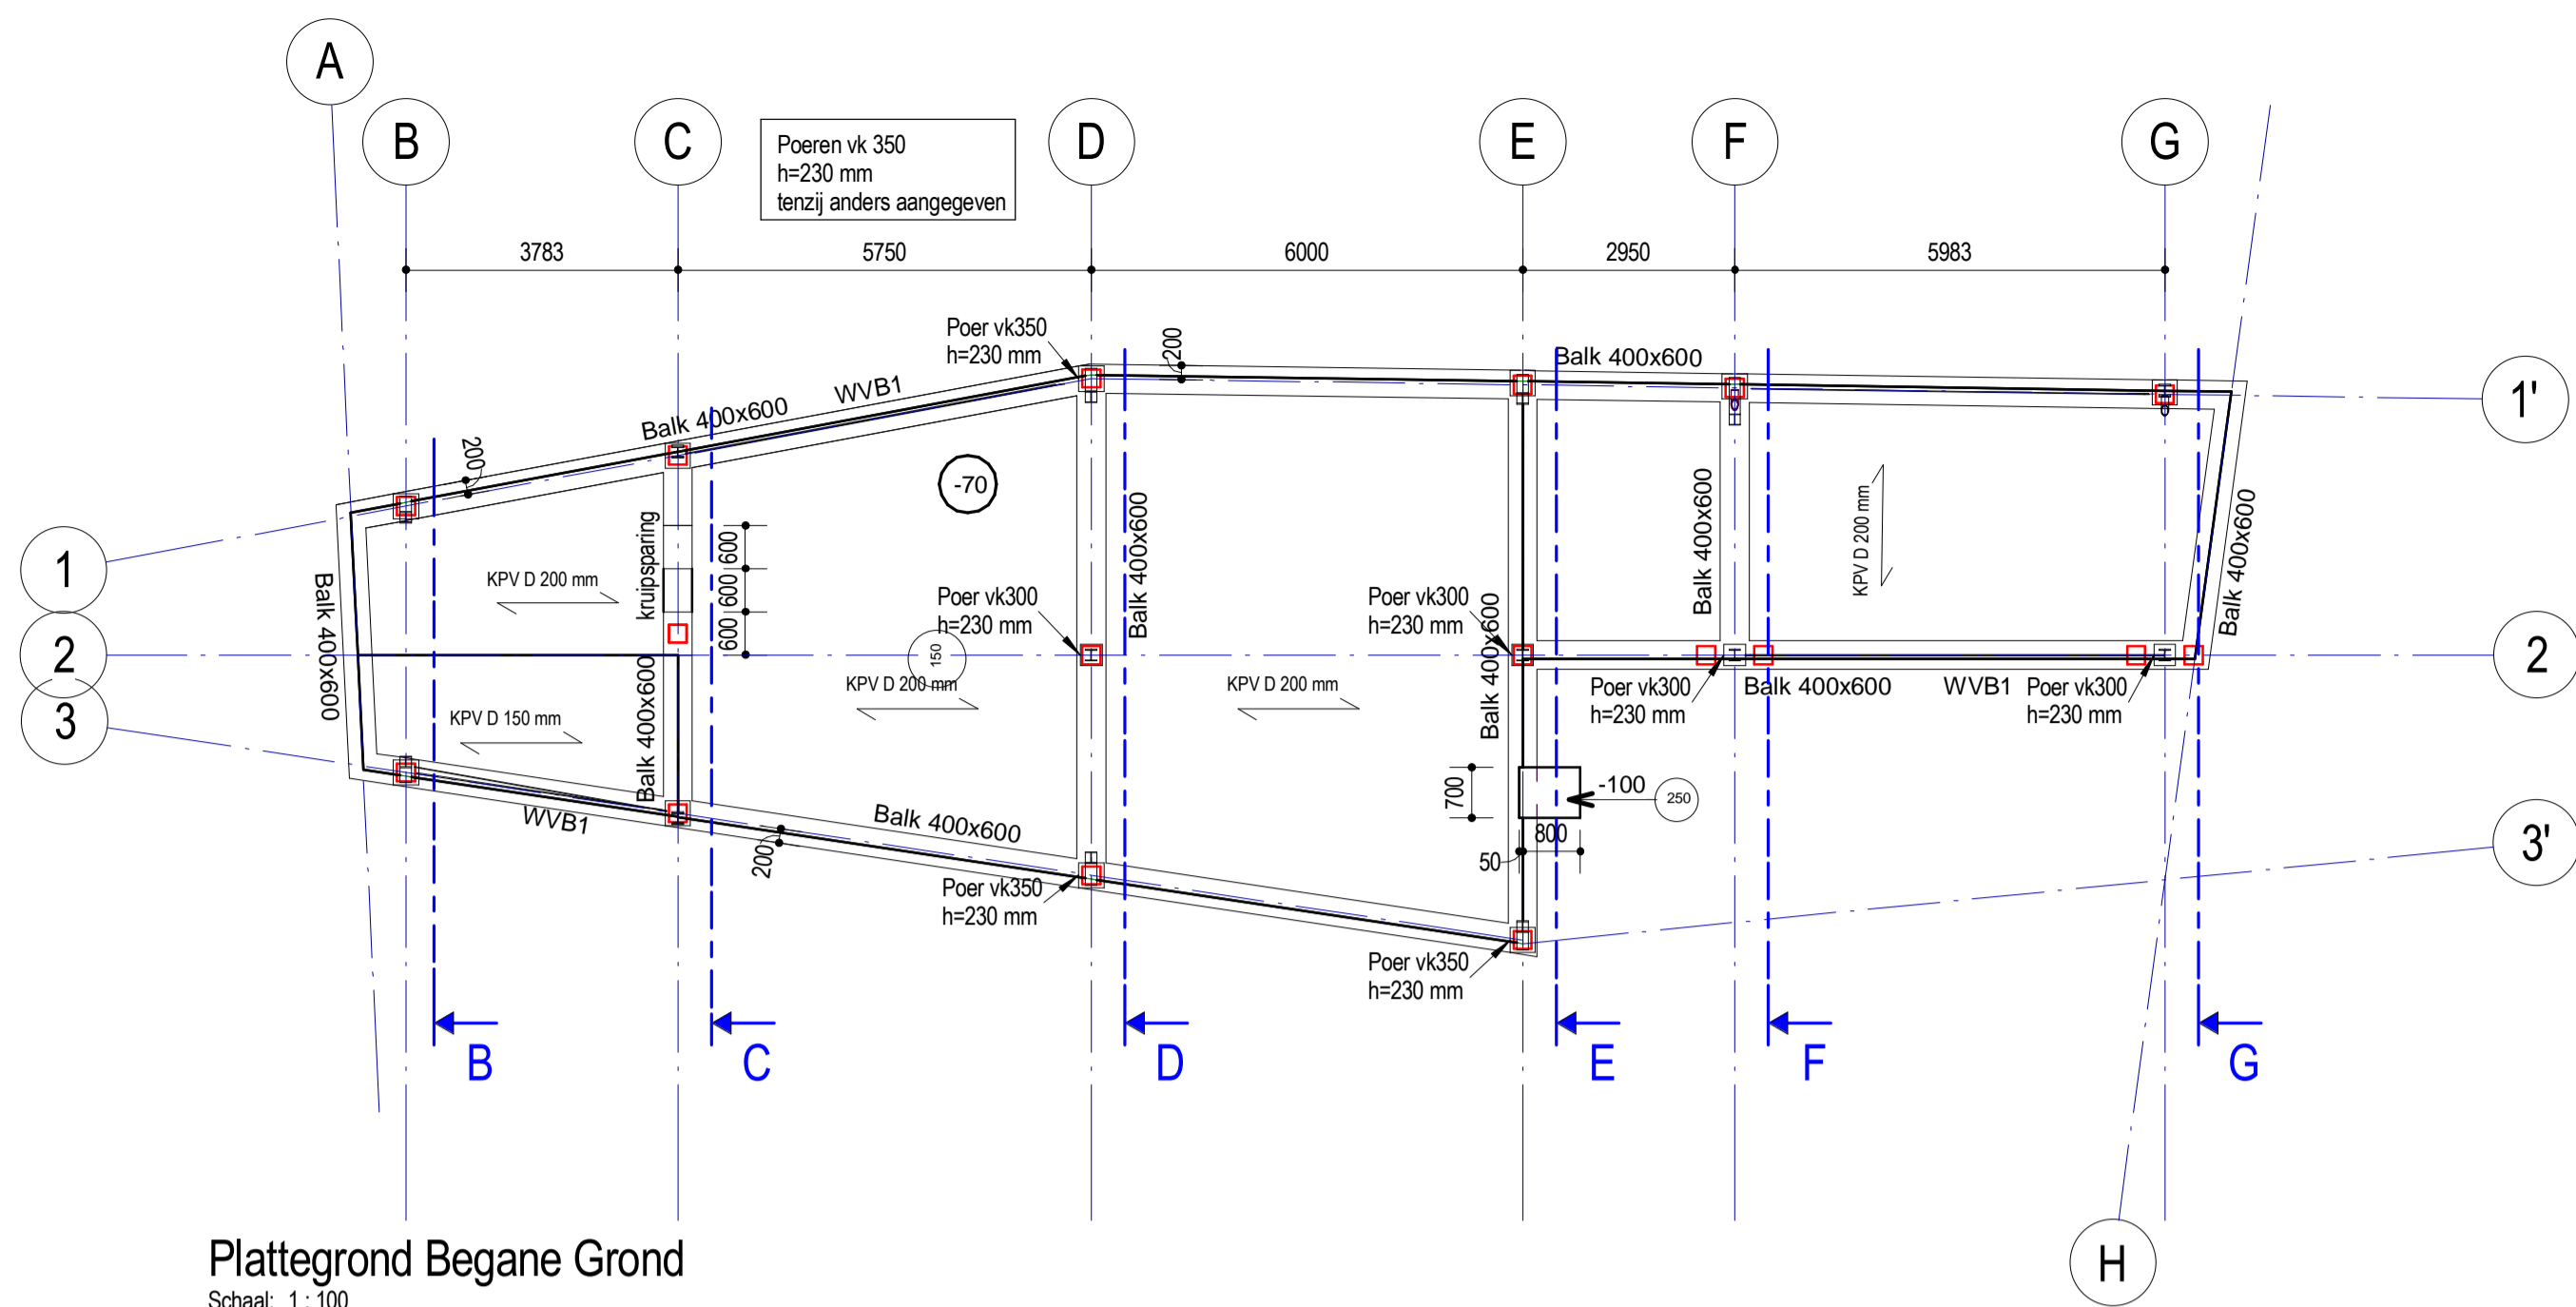 A
B
C
D
E
F
G
Poeren vk 350
h=230 mm
tenzij anders aangegeven
3783
5750
6000
2950
5983
Poer vk350
h=230 mm
200
Balk 400x600
WVB1
Balk 400x600
1'
200
-70
kruipsparing
600
600
600
Balk 400x600
Balk 400x600
KPV D 200 mm
Balk 400x600
1
KPV D 200 mm
Balk 400x600
Poer vk300
h=230 mm
Poer vk300
h=230 mm
Balk 400x600
2
150
2
KPV D 200 mm
KPV D 200 mm
Poer vk300
h=230 mm
Balk 400x600
WVB1
Poer vk300
h=230 mm
3
KPV D 150 mm
Balk 400x600
700
-100
250
WVB1
Balk 400x600
200
800
50
3'
Poer vk350
h=230 mm
Poer vk350
h=230 mm
B
C
D
E
F
G
Plattegrond Begane Grond
Schaal: 1 : 100
H